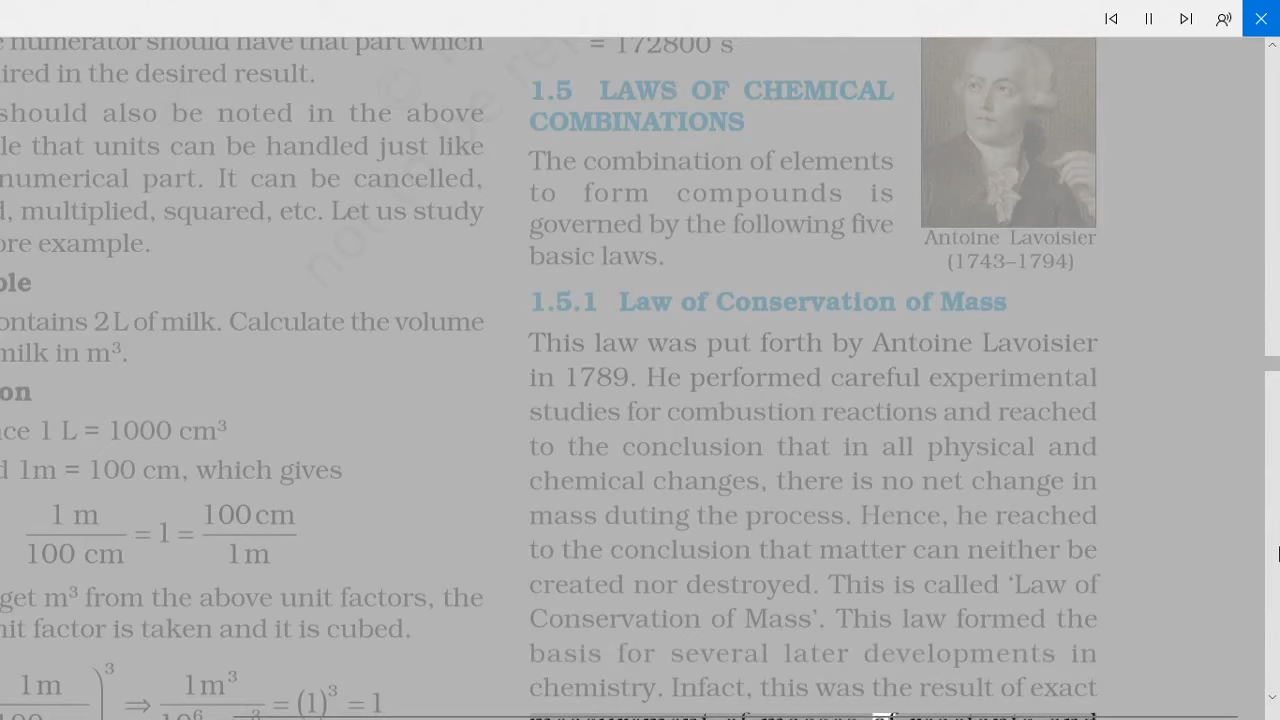 e numerator should have that part which
ired in the desired result.
should also be noted in the above
le that units can be handled just like
numerical part. It can be cancelled,
d, multiplied, squared, etc. Let us study
ore example.
ple
ontains 2 L of milk. Calculate the volume
milk in m³.
on
ce 1 L = 1000 cm³
d 1m = 100 cm, which gives
1 m / 100 cm = 1 = 100 cm / 1 m
get m³ from the above unit factors, the
it factor is taken and it is cubed.
1 m )³ ⇒ 1 m³ = (1)³ = 1
= 172800 s
1.5 LAWS OF CHEMICAL
COMBINATIONS
The combination of elements
to form compounds is
governed by the following five
basic laws.
Antoine Lavoisier
(1743–1794)
1.5.1 Law of Conservation of Mass
This law was put forth by Antoine Lavoisier
in 1789. He performed careful experimental
studies for combustion reactions and reached
to the conclusion that in all physical and
chemical changes, there is no net change in
mass duting the process. Hence, he reached
to the conclusion that matter can neither be
created nor destroyed. This is called ‘Law of
Conservation of Mass’. This law formed the
basis for several later developments in
chemistry. Infact, this was the result of exact